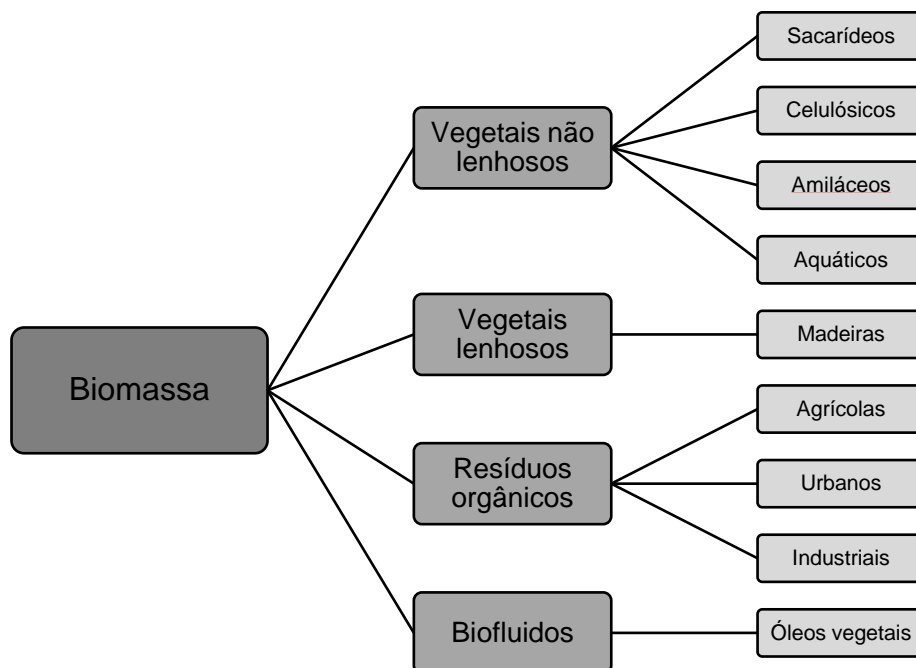 Biomassa
Vegetais não
lenhosos
Sacarídeos
Celulósicos
Amiláceos
Aquáticos
Vegetais
lenhosos
Madeiras
Resíduos
orgânicos
Agrícolas
Urbanos
Industriais
Biofluidos
Óleos vegetais